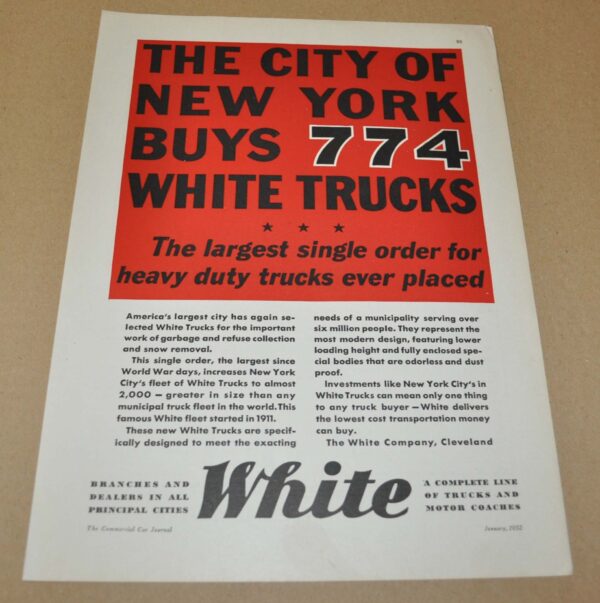 THE CITY OF
NEW YORK
BUYS 774
WHITE TRUCKS
★ ★ ★
The largest single order for
heavy duty trucks ever placed
America's largest city has again se-
lected White Trucks for the important
work of garbage and refuse collection
and snow removal.
This single order, the largest since
World War days, increases New York
City's fleet of White Trucks to almost
2,000 — greater in size than any
municipal truck fleet in the world. This
famous White fleet started in 1911.
These new White Trucks are specif-
ically designed to meet the exacting
needs of a municipality serving over
six million people. They represent the
most modern design, featuring lower
loading height and fully enclosed spe-
cial bodies that are odorless and dust
proof.
Investments like New York City's in
White Trucks can mean only one thing
to any truck buyer — White delivers
the lowest cost transportation money
can buy.
The White Company, Cleveland
BRANCHES AND
DEALERS IN ALL
PRINCIPAL CITIES
White
A COMPLETE LINE
OF TRUCKS AND
MOTOR COACHES
The Commercial Car Journal
January, 1932